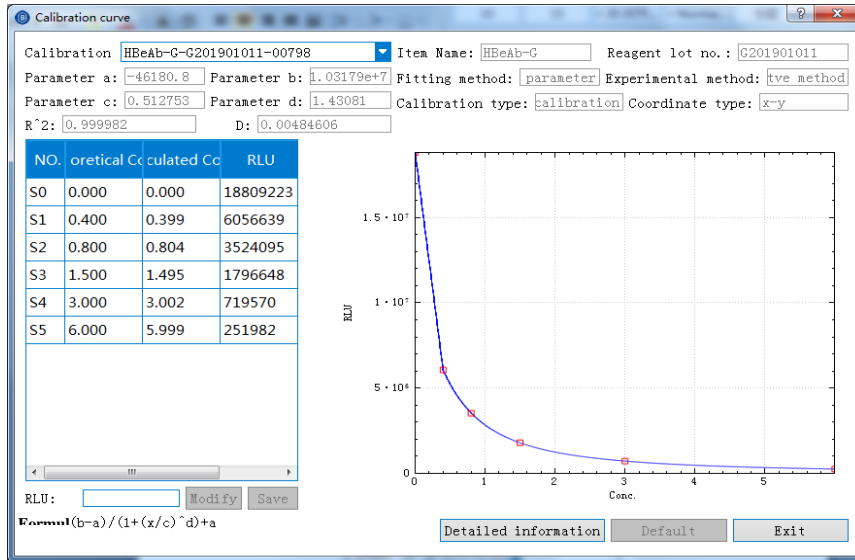 Calibration curve
Calibration HBeAb-G-G201901011-00798 Item Name: HBeAb-G Reagent lot no.: G201901011
Parameter a: -46180.8 Parameter b: 1.03179e+7 Fitting method: parameter Experimental method: tve method
Parameter c: 0.512753 Parameter d: 1.43081 Calibration type: calibration Coordinate type: x-y
R^2: 0.999982 D: 0.00484606
NO. oretical Co culated Co RLU
S0 0.000 0.000 18809223
S1 0.400 0.399 6056639
S2 0.800 0.804 3524095
S3 1.500 1.495 1796648
S4 3.000 3.002 719570
S5 6.000 5.999 251982
1.5·10⁷
1·10⁷
RLU
5·10⁶
0
0 1 2 3 4 5
Conc.
RLU: Modify Save
Formul(b-a)/(1+(x/c)^d)+a
Detailed information Default Exit